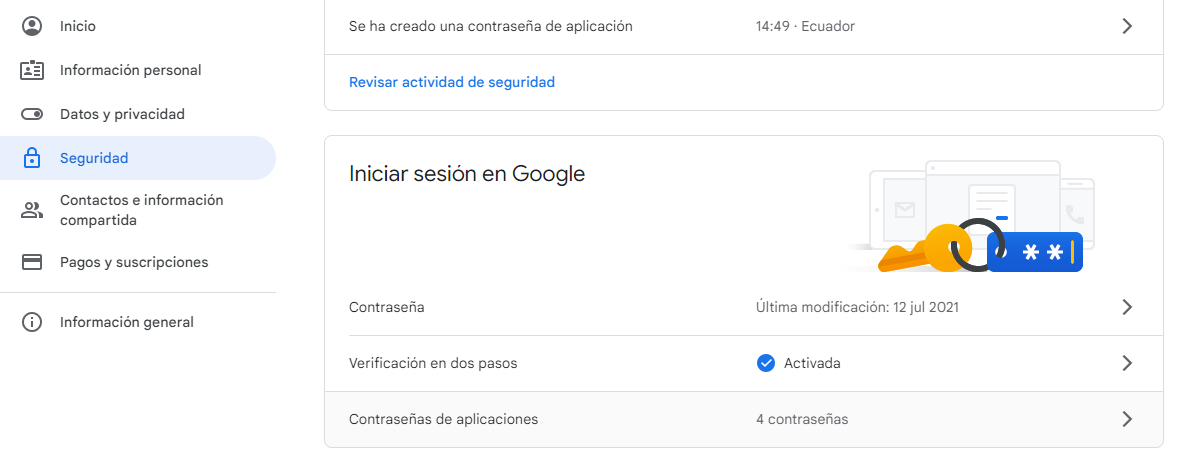 Inicio
Información personal
Datos y privacidad
Seguridad
Contactos e información
compartida
Pagos y suscripciones
Información general
Se ha creado una contraseña de aplicación 14:49 · Ecuador
Revisar actividad de seguridad
Iniciar sesión en Google
**
Contraseña Última modificación: 12 jul 2021
Verificación en dos pasos Activada
Contraseñas de aplicaciones 4 contraseñas